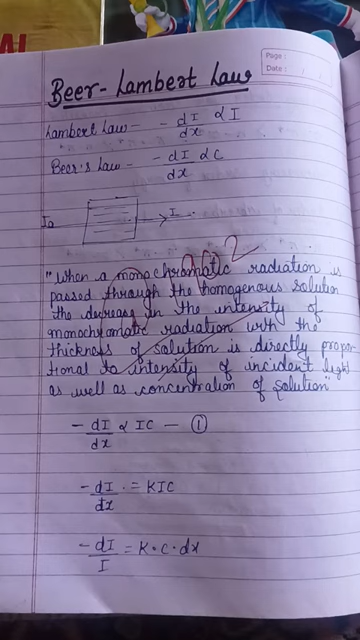 AL
Page :
Date :
Beer-Lambert Law
Lambert Law - - dI/dx ∝ I
Beer's Law - - dI/dx ∝ C
I₀ I
"When a monochromatic radiation is
passed through the homogenous solution
the decrease in the intensity of
monochromatic radiation with the
thickness of solution is directly propor
tional to intensity of incident light
as well as concentration of solution"
- dI/dx ∝ IC — ①
- dI/dx = KIC
- dI/I = K·C·dx